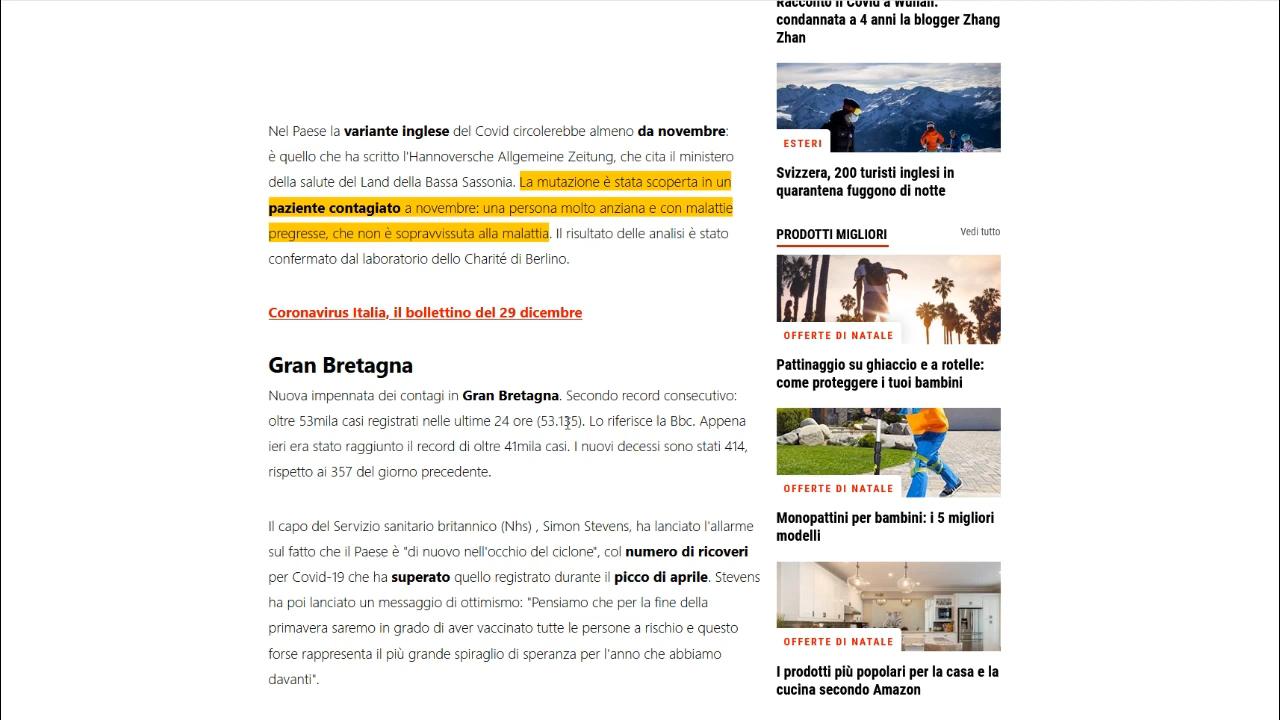 Nel Paese la variante inglese del Covid circolerebbe almeno da novembre:
è quello che ha scritto l'Hannoversche Allgemeine Zeitung, che cita il ministero
della salute del Land della Bassa Sassonia. La mutazione è stata scoperta in un
paziente contagiato a novembre: una persona molto anziana e con malattie
pregresse, che non è sopravvissuta alla malattia. Il risultato delle analisi è stato
confermato dal laboratorio dello Charité di Berlino.
Coronavirus Italia, il bollettino del 29 dicembre
Gran Bretagna
Nuova impennata dei contagi in Gran Bretagna. Secondo record consecutivo:
oltre 53mila casi registrati nelle ultime 24 ore (53.135). Lo riferisce la Bbc. Appena
ieri era stato raggiunto il record di oltre 41mila casi. I nuovi decessi sono stati 414,
rispetto ai 357 del giorno precedente.
Il capo del Servizio sanitario britannico (Nhs) , Simon Stevens, ha lanciato l'allarme
sul fatto che il Paese è "di nuovo nell'occhio del ciclone", col numero di ricoveri
per Covid-19 che ha superato quello registrato durante il picco di aprile. Stevens
ha poi lanciato un messaggio di ottimismo: "Pensiamo che per la fine della
primavera saremo in grado di aver vaccinato tutte le persone a rischio e questo
forse rappresenta il più grande spiraglio di speranza per l'anno che abbiamo
davanti".
Raccontò il Covid a Wuhan:
condannata a 4 anni la blogger Zhang
Zhan
ESTERI
Svizzera, 200 turisti inglesi in
quarantena fuggono di notte
PRODOTTI MIGLIORI
Vedi tutto
OFFERTE DI NATALE
Pattinaggio su ghiaccio e a rotelle:
come proteggere i tuoi bambini
OFFERTE DI NATALE
Monopattini per bambini: i 5 migliori
modelli
OFFERTE DI NATALE
I prodotti più popolari per la casa e la
cucina secondo Amazon